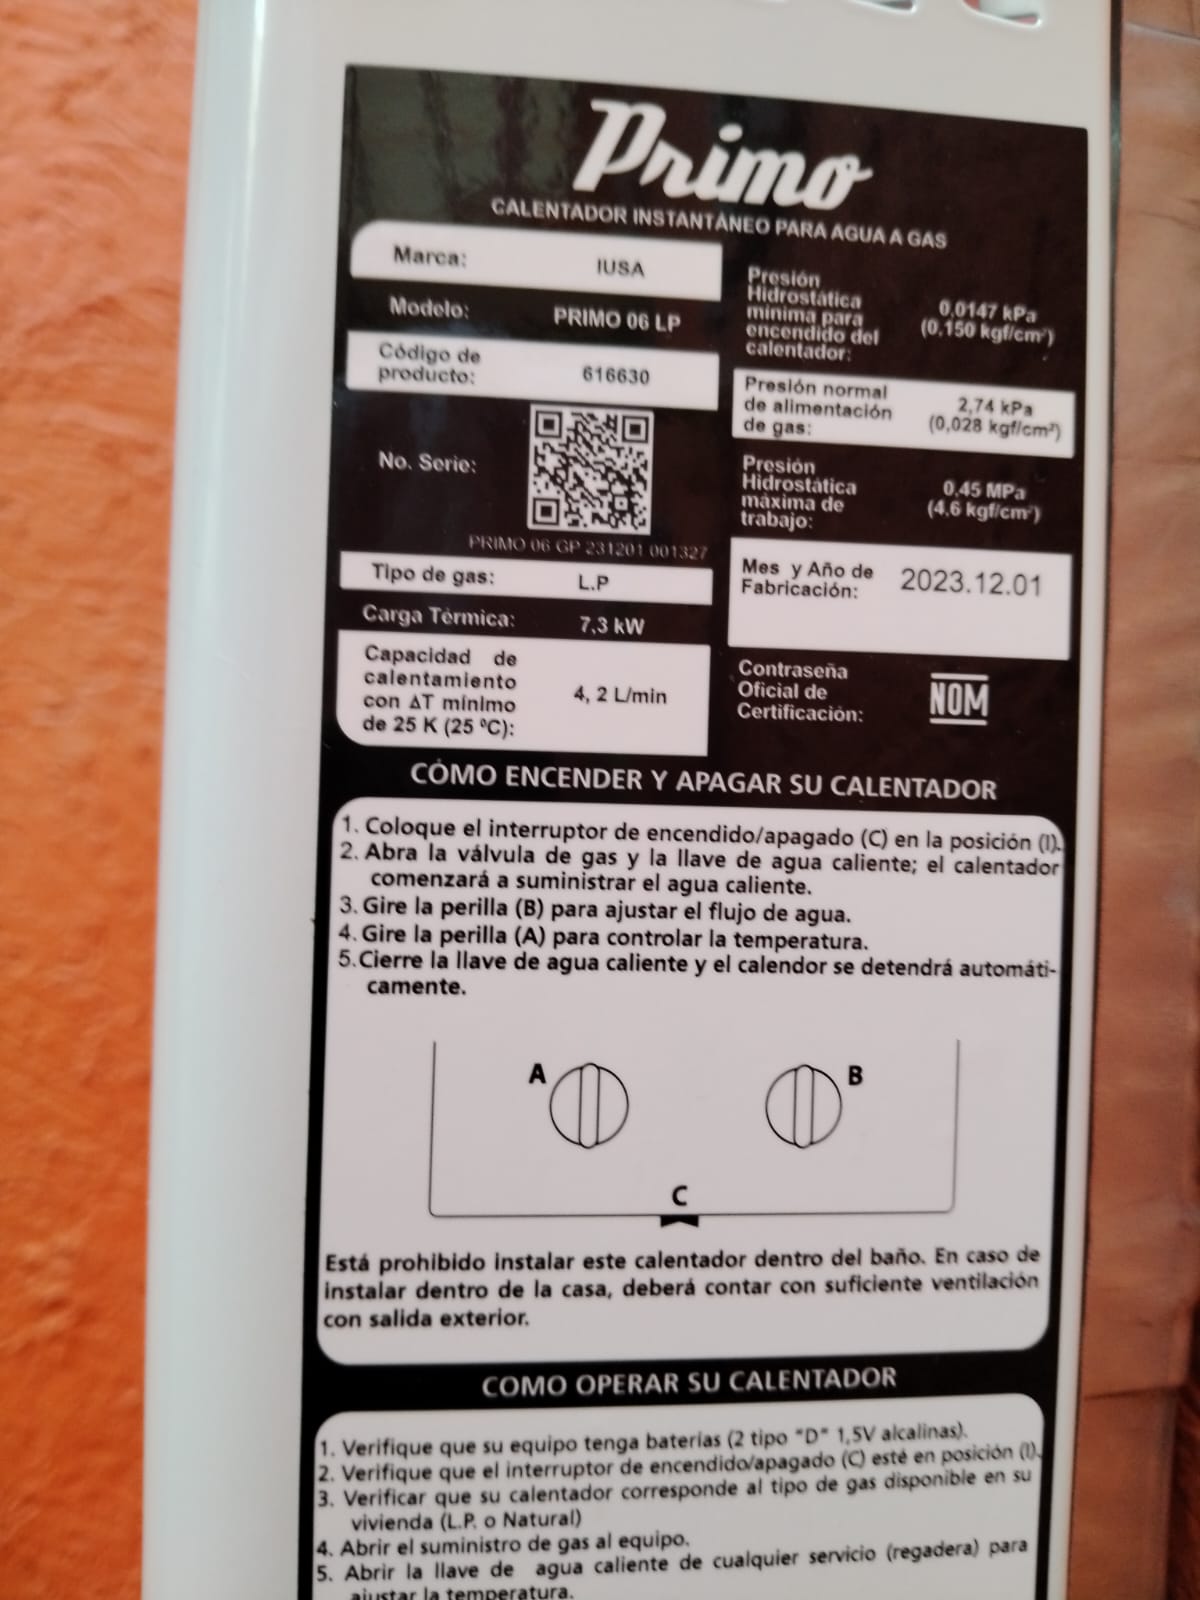 Primo
CALENTADOR INSTANTÁNEO PARA AGUA A GAS
Marca: IUSA
Modelo: PRIMO 06 LP
Código de
producto: 616630
No. Serie:
PRIMO 06 GP 231201 001327
Tipo de gas: L.P
Carga Térmica: 7,3 kW
Capacidad de
calentamiento
con ΔT mínimo
de 25 K (25 ºC): 4, 2 L/min
Presión
Hidrostática
mínima para
encendido del
calentador:
0,0147 kPa
(0,150 kgf/cm²)
Presión normal
de alimentación
de gas:
2,74 kPa
(0,028 kgf/cm²)
Presión
Hidrostática
máxima de
trabajo:
0,45 MPa
(4,6 kgf/cm²)
Mes y Año de
Fabricación:
2023.12.01
Contraseña
Oficial de
Certificación:
NOM
CÓMO ENCENDER Y APAGAR SU CALENTADOR
1. Coloque el interruptor de encendido/apagado (C) en la posición (I).
2. Abra la válvula de gas y la llave de agua caliente; el calentador
comenzará a suministrar el agua caliente.
3. Gire la perilla (B) para ajustar el flujo de agua.
4. Gire la perilla (A) para controlar la temperatura.
5. Cierre la llave de agua caliente y el calendor se detendrá automáti-
camente.
A B
C
Está prohibido instalar este calentador dentro del baño. En caso de
instalar dentro de la casa, deberá contar con suficiente ventilación
con salida exterior.
COMO OPERAR SU CALENTADOR
1. Verifique que su equipo tenga baterías (2 tipo "D" 1,5V alcalinas).
2. Verifique que el interruptor de encendido/apagado (C) esté en posición (I).
3. Verificar que su calentador corresponde al tipo de gas disponible en su
vivienda (L.P. o Natural)
4. Abrir el suministro de gas al equipo.
5. Abrir la llave de agua caliente de cualquier servicio (regadera) para
ajustar la temperatura.